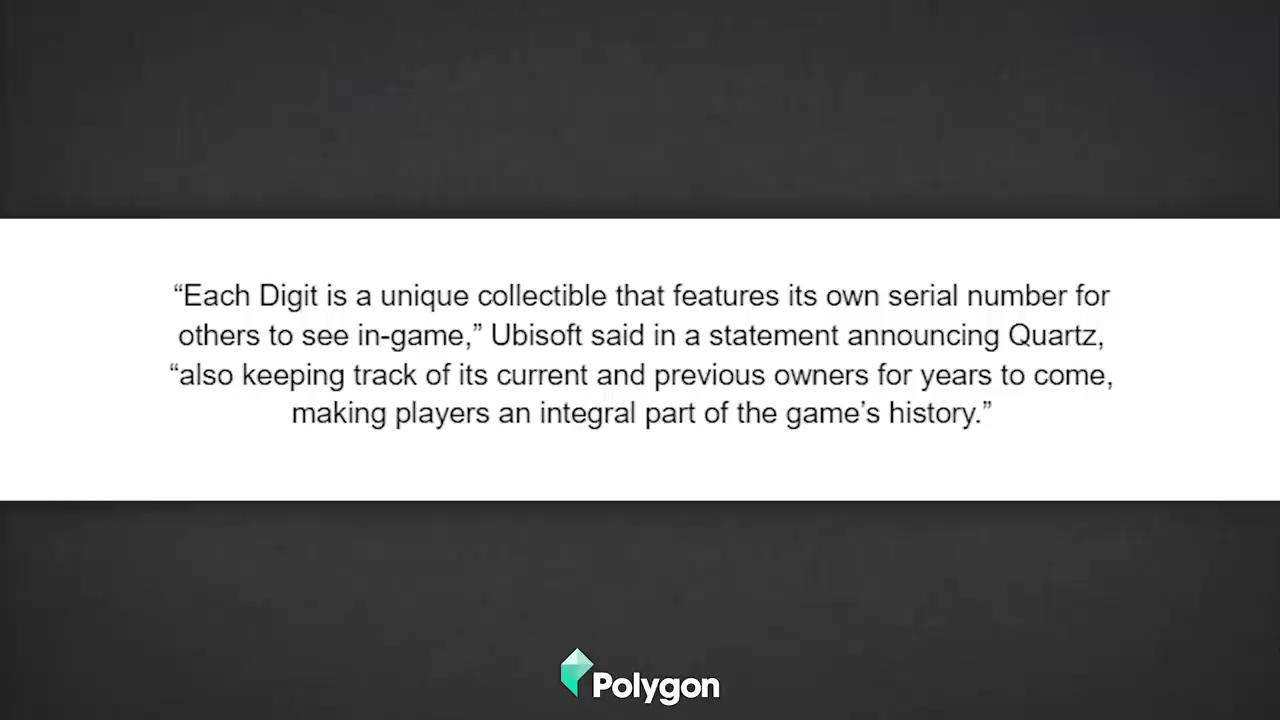 “Each Digit is a unique collectible that features its own serial number for
others to see in-game,” Ubisoft said in a statement announcing Quartz,
“also keeping track of its current and previous owners for years to come,
making players an integral part of the game’s history.”
Polygon